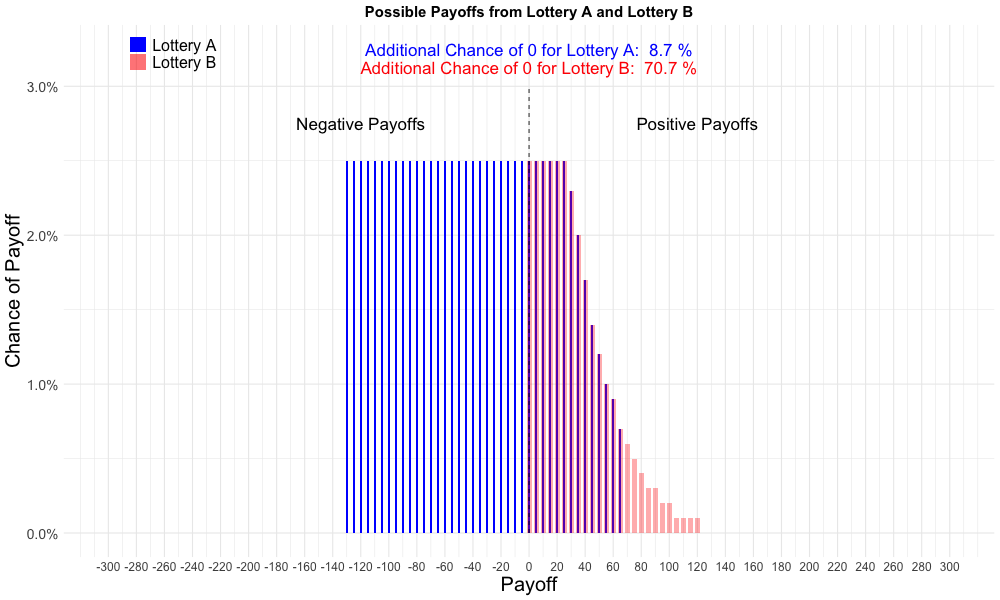 Possible Payoffs from Lottery A and Lottery B
Lottery A
Lottery B
Additional Chance of 0 for Lottery A:  8.7 %
Additional Chance of 0 for Lottery B:  70.7 %
Negative Payoffs
Positive Payoffs
Chance of Payoff
3.0%
2.0%
1.0%
0.0%
-300 -280 -260 -240 -220 -200 -180 -160 -140 -120 -100 -80 -60 -40 -20 0 20 40 60 80 100 120 140 160 180 200 220 240 260 280 300
Payoff